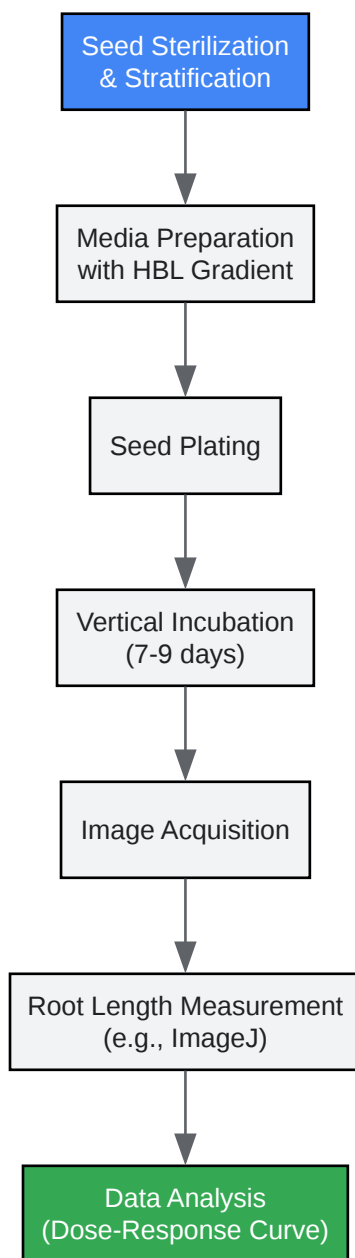 Seed Sterilization
& Stratification
Media Preparation
with HBL Gradient
Seed Plating
Vertical Incubation
(7-9 days)
Image Acquisition
Root Length Measurement
(e.g., ImageJ)
Data Analysis
(Dose-Response Curve)